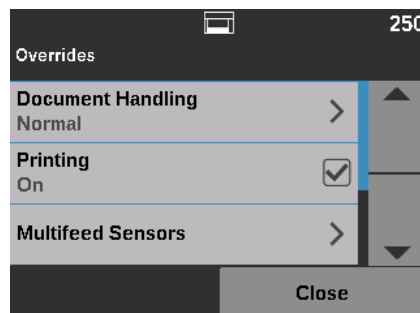 250
Overrides
Document Handling
Normal
Printing
On
Multifeed Sensors
Close